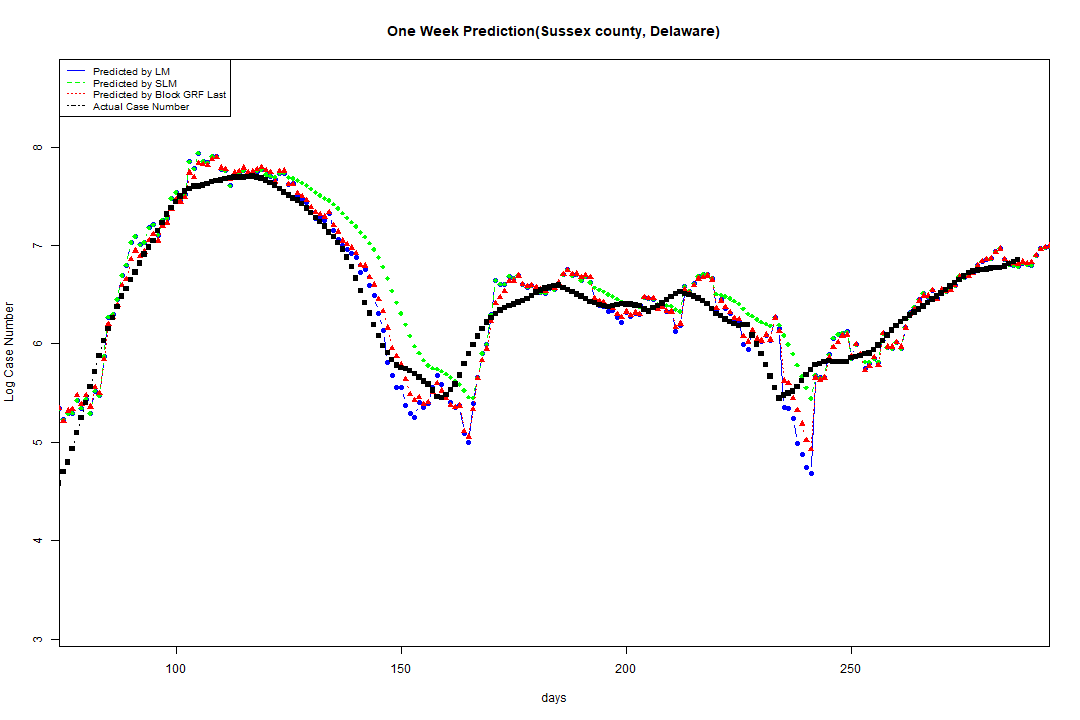 One Week Prediction(Sussex county, Delaware)
Predicted by LM
Predicted by SLM
Predicted by Block GRF Last
Actual Case Number
8
7
6
5
4
3
Log Case Number
100 150 200 250
days